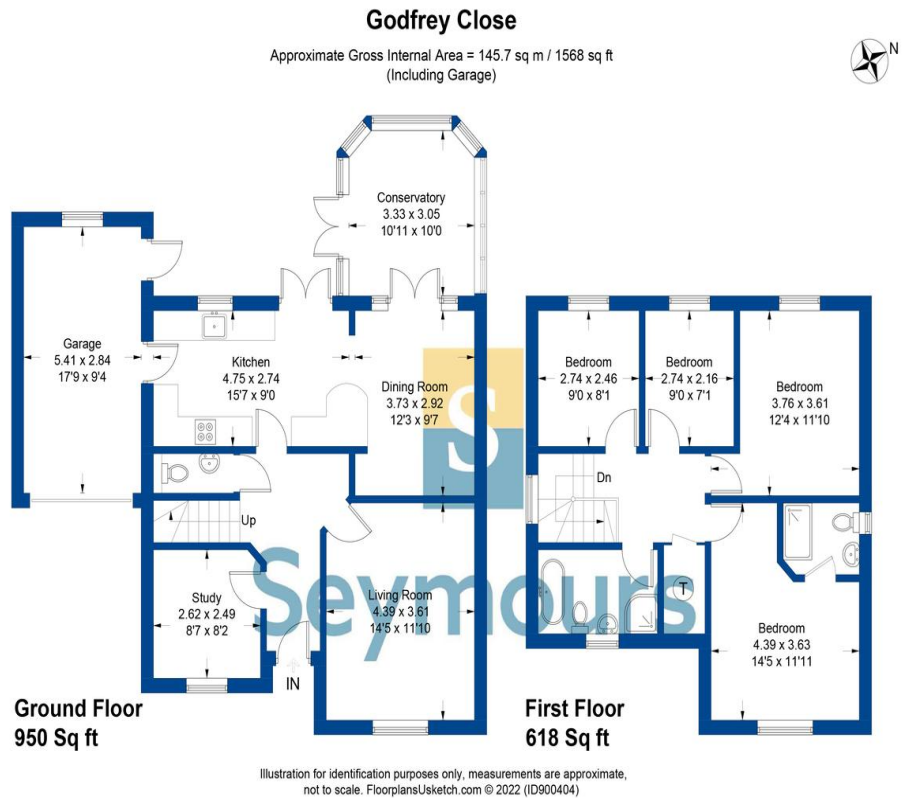 Godfrey Close
Approximate Gross Internal Area = 145.7 sq m / 1568 sq ft
(Including Garage)
N
Conservatory
3.33 x 3.05
10'11 x 10'0
Garage
5.41 x 2.84
17'9 x 9'4
Kitchen
4.75 x 2.74
15'7 x 9'0
Dining Room
3.73 x 2.92
12'3 x 9'7
S
Bedroom
2.74 x 2.46
9'0 x 8'1
Bedroom
2.74 x 2.16
9'0 x 7'1
Bedroom
3.76 x 3.61
12'4 x 11'10
Up
Dn
Study
2.62 x 2.49
8'7 x 8'2
Living Room
4.39 x 3.61
14'5 x 11'10
Seymours
T
Bedroom
4.39 x 3.63
14'5 x 11'11
IN
Ground Floor
950 Sq ft
First Floor
618 Sq ft
Illustration for identification purposes only, measurements are approximate,
not to scale. FloorplansUsketch.com © 2022 (ID900404)